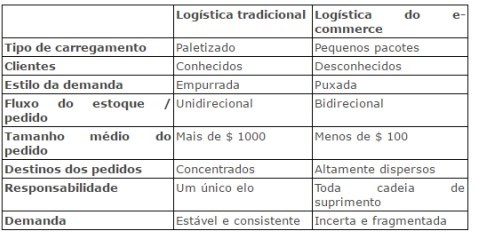 Logística tradicional Logística do e-
commerce
Tipo de carregamento Paletizado Pequenos pacotes
Clientes Conhecidos Desconhecidos
Estilo da demanda Empurrada Puxada
Fluxo do estoque / Unidirecional Bidirecional
pedido
Tamanho médio do Mais de $ 1000 Menos de $ 100
pedido
Destinos dos pedidos Concentrados Altamente dispersos
Responsabilidade Um único elo Toda cadeia de
suprimento
Demanda Estável e consistente Incerta e fragmentada